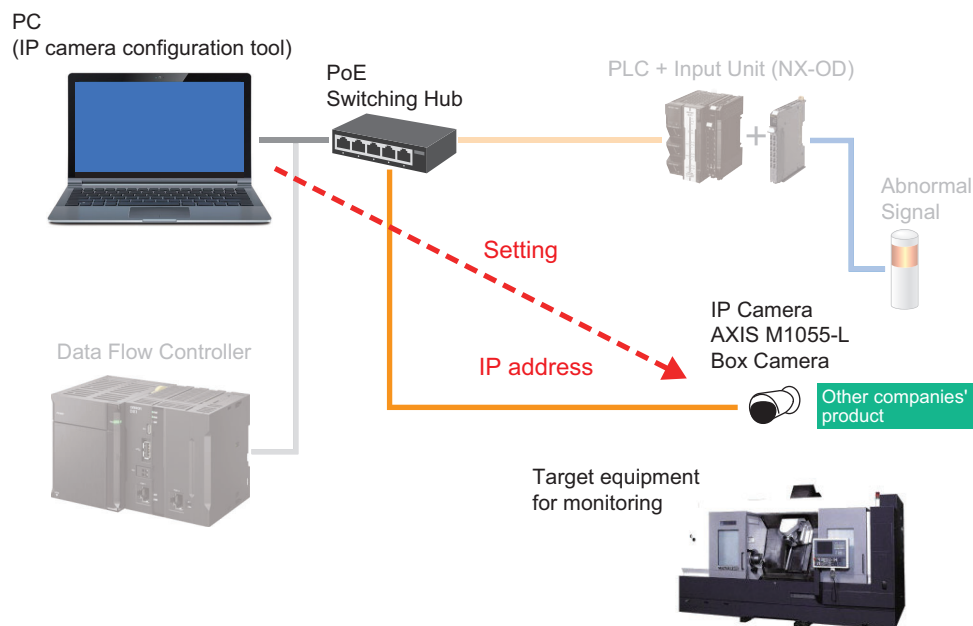 PC
(IP camera configuration tool)
PoE
Switching Hub
PLC + Input Unit (NX-OD)
+
Abnormal
Signal
Setting
IP Camera
AXIS M1055-L
Box Camera
Data Flow Controller
IP address
Other companies'
product
Target equipment
for monitoring